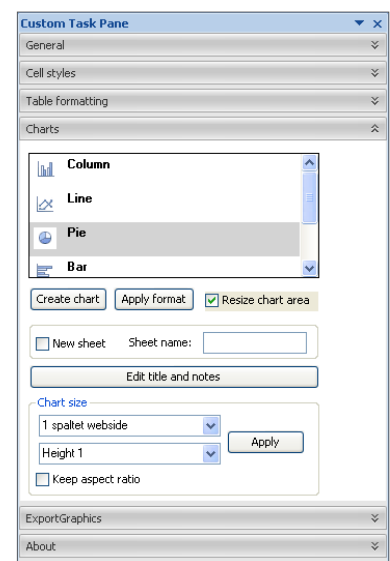 Custom Task Pane
General
Cell styles
Table formatting
Charts
Column
Line
Pie
Bar
Create chart Apply format Resize chart area
New sheet Sheet name:
Edit title and notes
Chart size
1 spaltet webside
Height 1
Apply
Keep aspect ratio
ExportGraphics
About